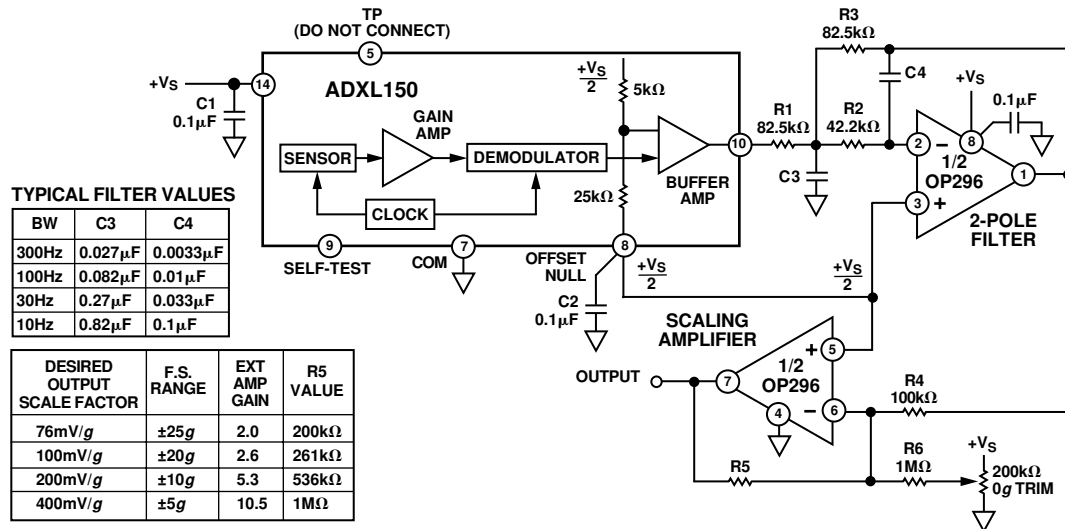 TP
(DO NOT CONNECT)
5
+VS
14
C1
0.1µF
ADXL150
+VS
2
5kΩ
GAIN
AMP
SENSOR
DEMODULATOR
CLOCK
25kΩ
BUFFER
AMP
10
9
SELF-TEST
7
COM
8
OFFSET
NULL
+VS
2
C2
0.1µF
R1
82.5kΩ
R3
82.5kΩ
C4
R2
42.2kΩ
C3
+VS
0.1µF
2
–
8
1/2
OP296
1
3
+
2-POLE
FILTER
+VS
2
SCALING
AMPLIFIER
+
5
1/2
OP296
7
OUTPUT
–
6
4
R4
100kΩ
R5
R6
1MΩ
+VS
200kΩ
0g TRIM
TYPICAL FILTER VALUES
BW C3 C4
300Hz 0.027µF 0.0033µF
100Hz 0.082µF 0.01µF
30Hz 0.27µF 0.033µF
10Hz 0.82µF 0.1µF
DESIRED
OUTPUT
SCALE FACTOR
F.S.
RANGE
EXT
AMP
GAIN
R5
VALUE
76mV/g ±25g 2.0 200kΩ
100mV/g ±20g 2.6 261kΩ
200mV/g ±10g 5.3 536kΩ
400mV/g ±5g 10.5 1MΩ